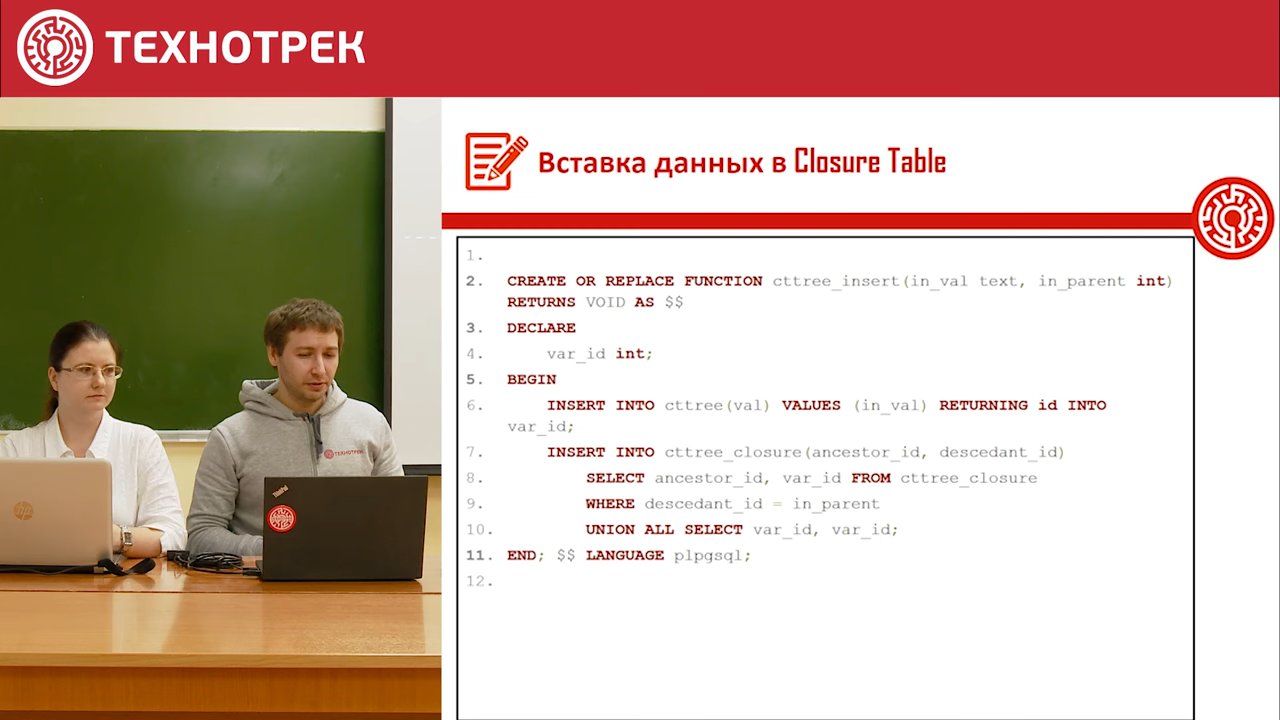 ТЕХНОТРЕК
Вставка данных в Closure Table
1.
2. CREATE OR REPLACE FUNCTION cttree_insert(in_val text, in_parent int)
RETURNS VOID AS $$
3. DECLARE
4. var_id int;
5. BEGIN
6. INSERT INTO cttree(val) VALUES (in_val) RETURNING id INTO
var_id;
7. INSERT INTO cttree_closure(ancestor_id, descedant_id)
8. SELECT ancestor_id, var_id FROM cttree_closure
9. WHERE descedant_id = in_parent
10. UNION ALL SELECT var_id, var_id;
11. END; $$ LANGUAGE plpgsql;
12.
ТЕХНОТРЕК
ThinkPad
hp